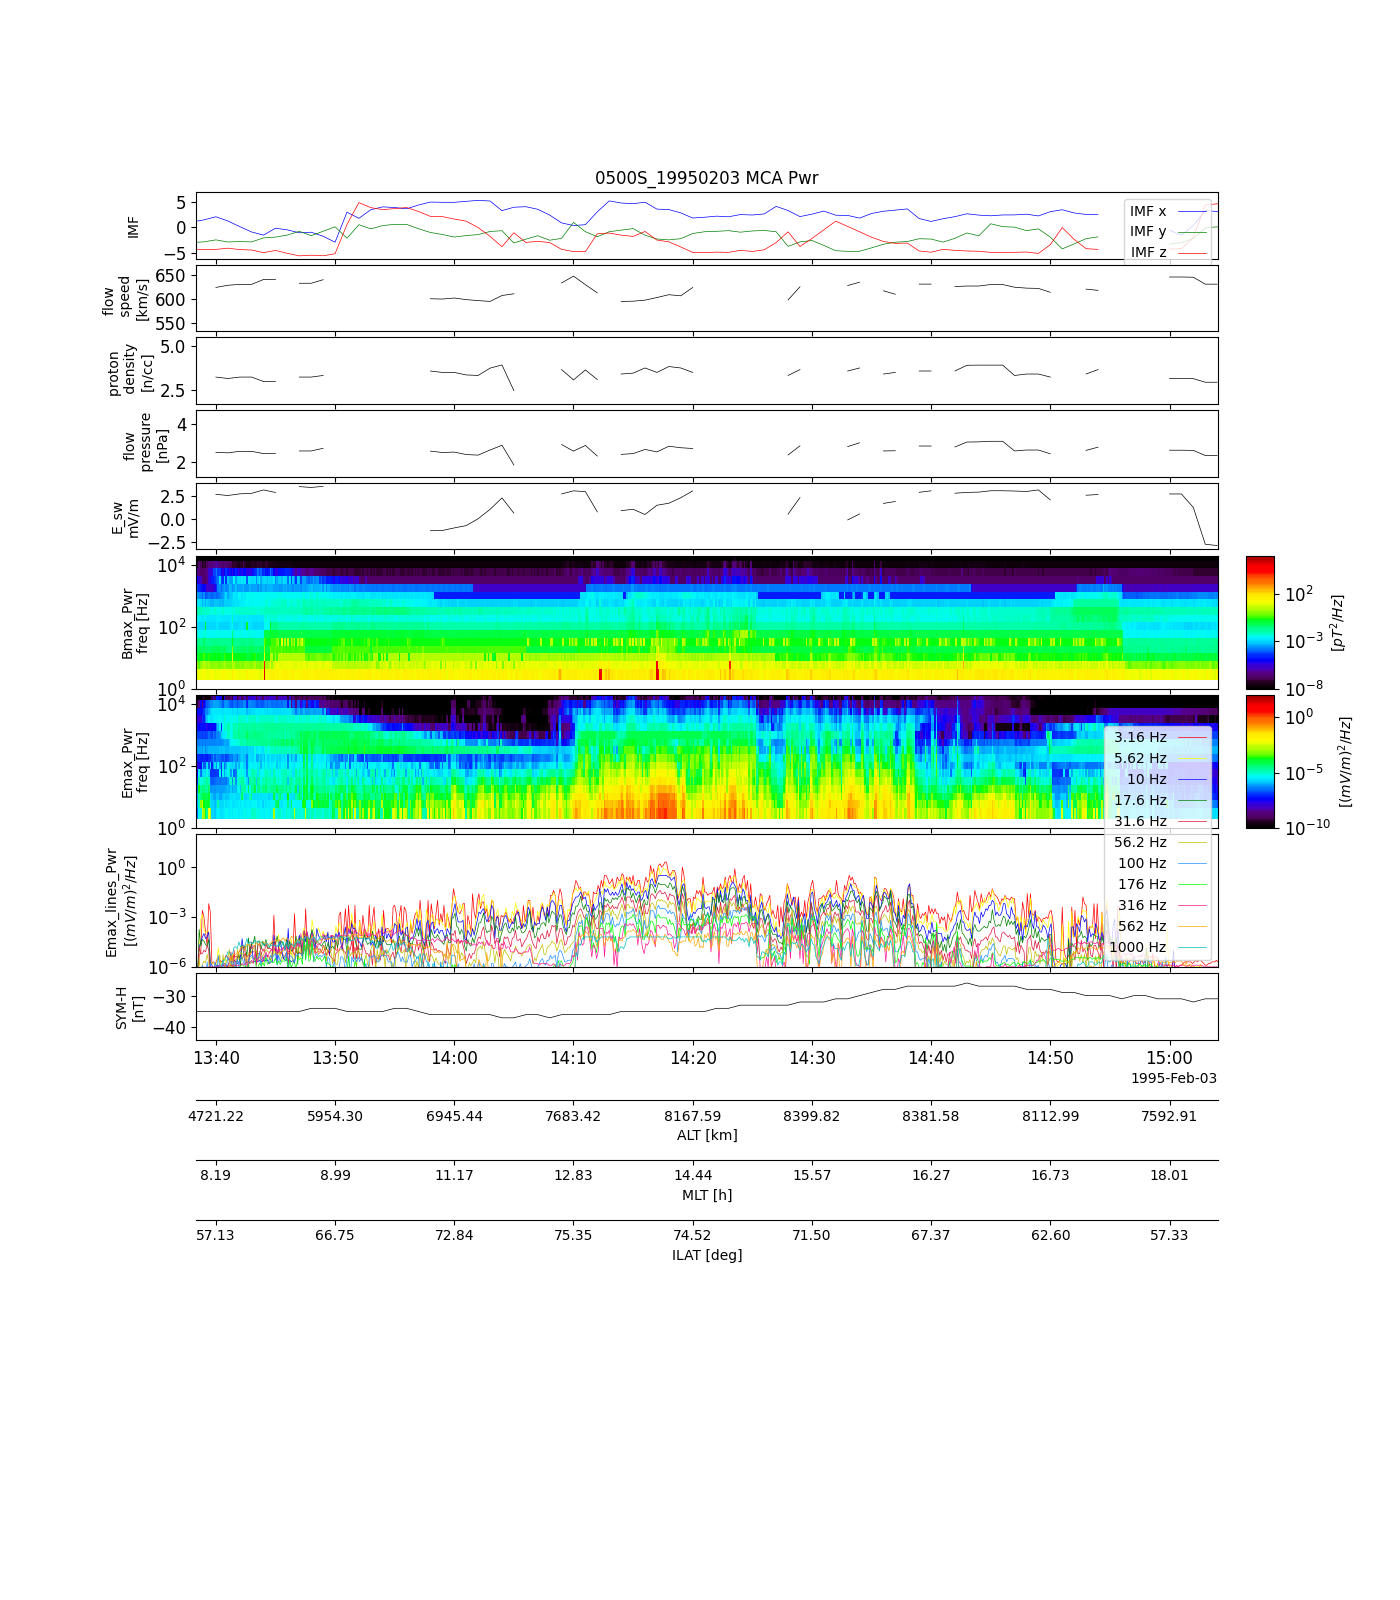 0500S_19950203 MCA Pwr
IMF
5
0
−5
IMF x
IMF y
IMF z
flow
speed
[km/s]
650
600
550
proton
density
[n/cc]
5.0
2.5
flow
pressure
[nPa]
4
2
E_sw
mV/m
2.5
0.0
−2.5
Bmax_Pwr
freq [Hz]
10^4
10^2
10^0
10^2
10^−3
10^−8
[pT^2/Hz]
Emax_Pwr
freq [Hz]
10^4
10^2
10^0
10^0
10^−5
10^−10
[(mV/m)^2/Hz]
3.16 Hz
5.62 Hz
10 Hz
17.6 Hz
31.6 Hz
56.2 Hz
100 Hz
176 Hz
316 Hz
562 Hz
1000 Hz
Emax_lines_Pwr
[(mV/m)^2/Hz]
10^0
10^−3
10^−6
SYM-H
[nT]
−30
−40
13:40 13:50 14:00 14:10 14:20 14:30 14:40 14:50 15:00
1995-Feb-03
4721.22 5954.30 6945.44 7683.42 8167.59 8399.82 8381.58 8112.99 7592.91
ALT [km]
8.19 8.99 11.17 12.83 14.44 15.57 16.27 16.73 18.01
MLT [h]
57.13 66.75 72.84 75.35 74.52 71.50 67.37 62.60 57.33
ILAT [deg]